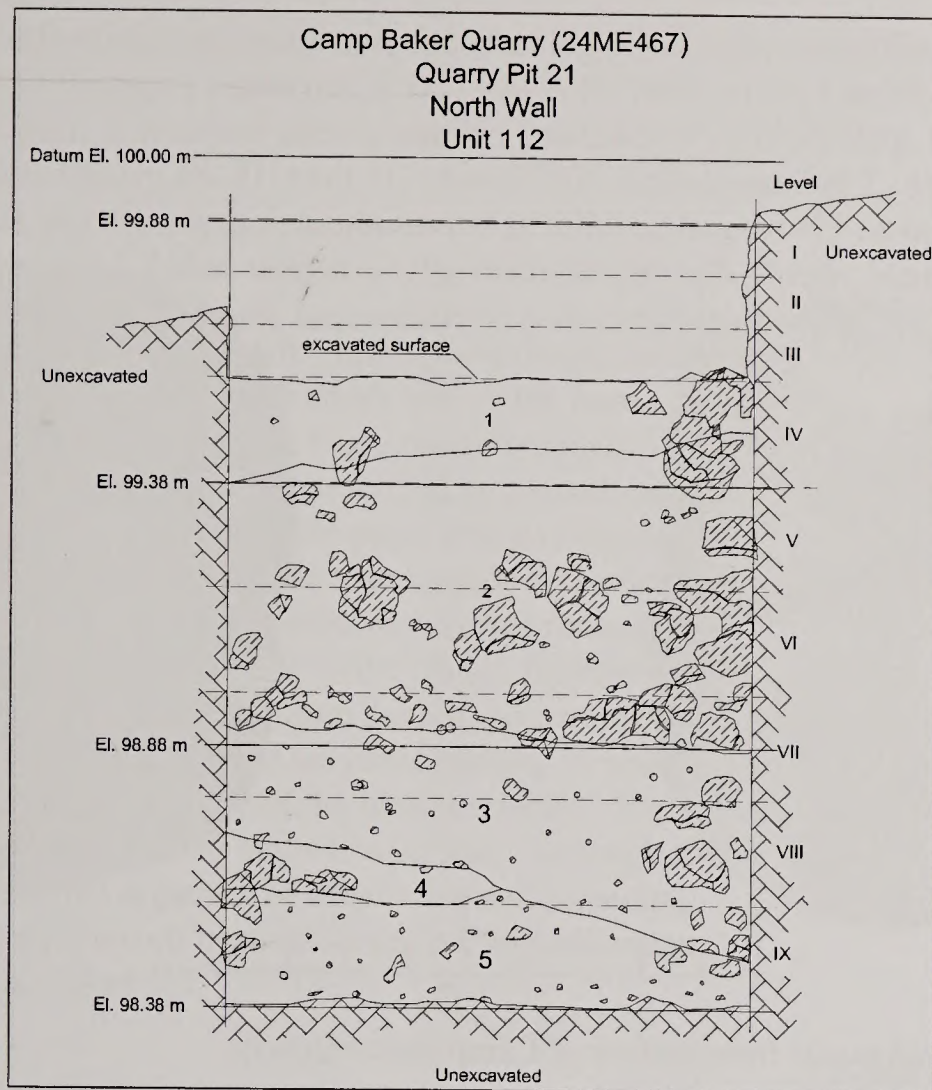 Camp Baker Quarry (24ME467)
Quarry Pit 21
North Wall
Unit 112
Datum El. 100.00 m
Level
El. 99.88 m
I
Unexcavated
II
excavated surface
III
Unexcavated
1
IV
El. 99.38 m
V
2
VI
El. 98.88 m
VII
3
VIII
4
5
IX
El. 98.38 m
Unexcavated